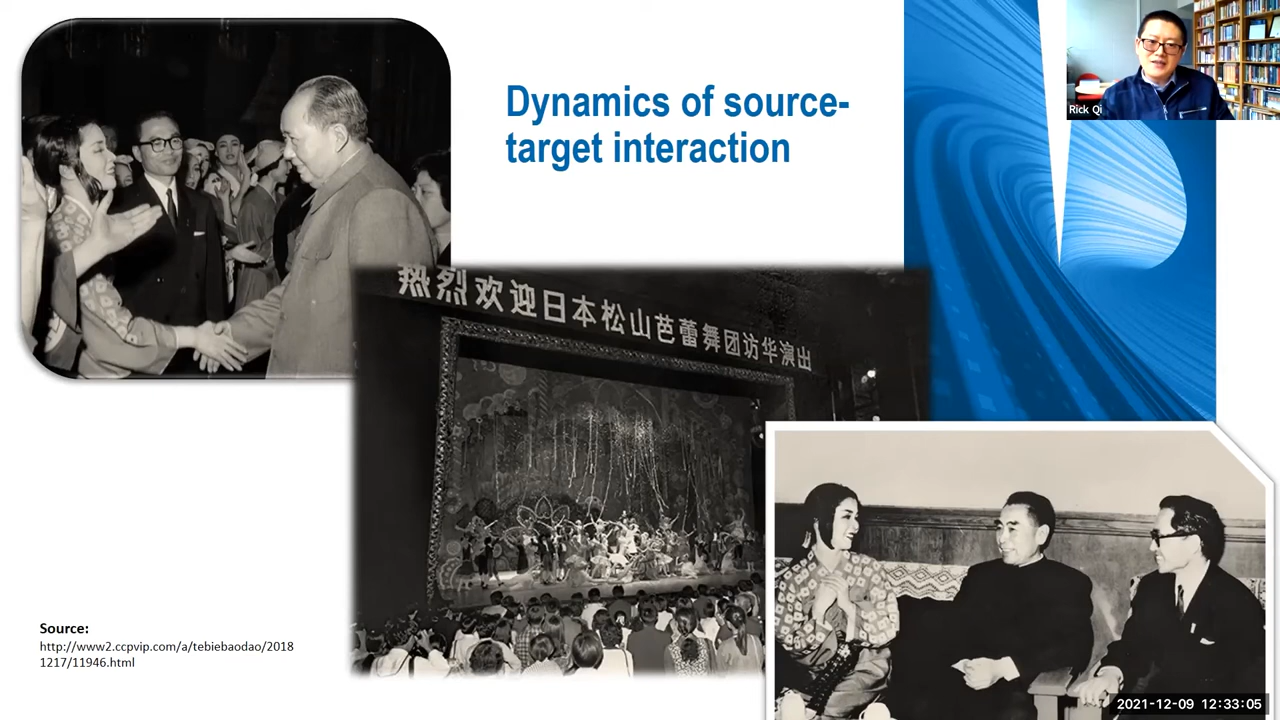 Dynamics of source-
target interaction
Rick Qi
热烈欢迎日本松山芭蕾舞团访华演出
Source:
http://www2.ccpvip.com/a/tebiebaodao/2018
1217/11946.html
2021-12-09 12:33:05